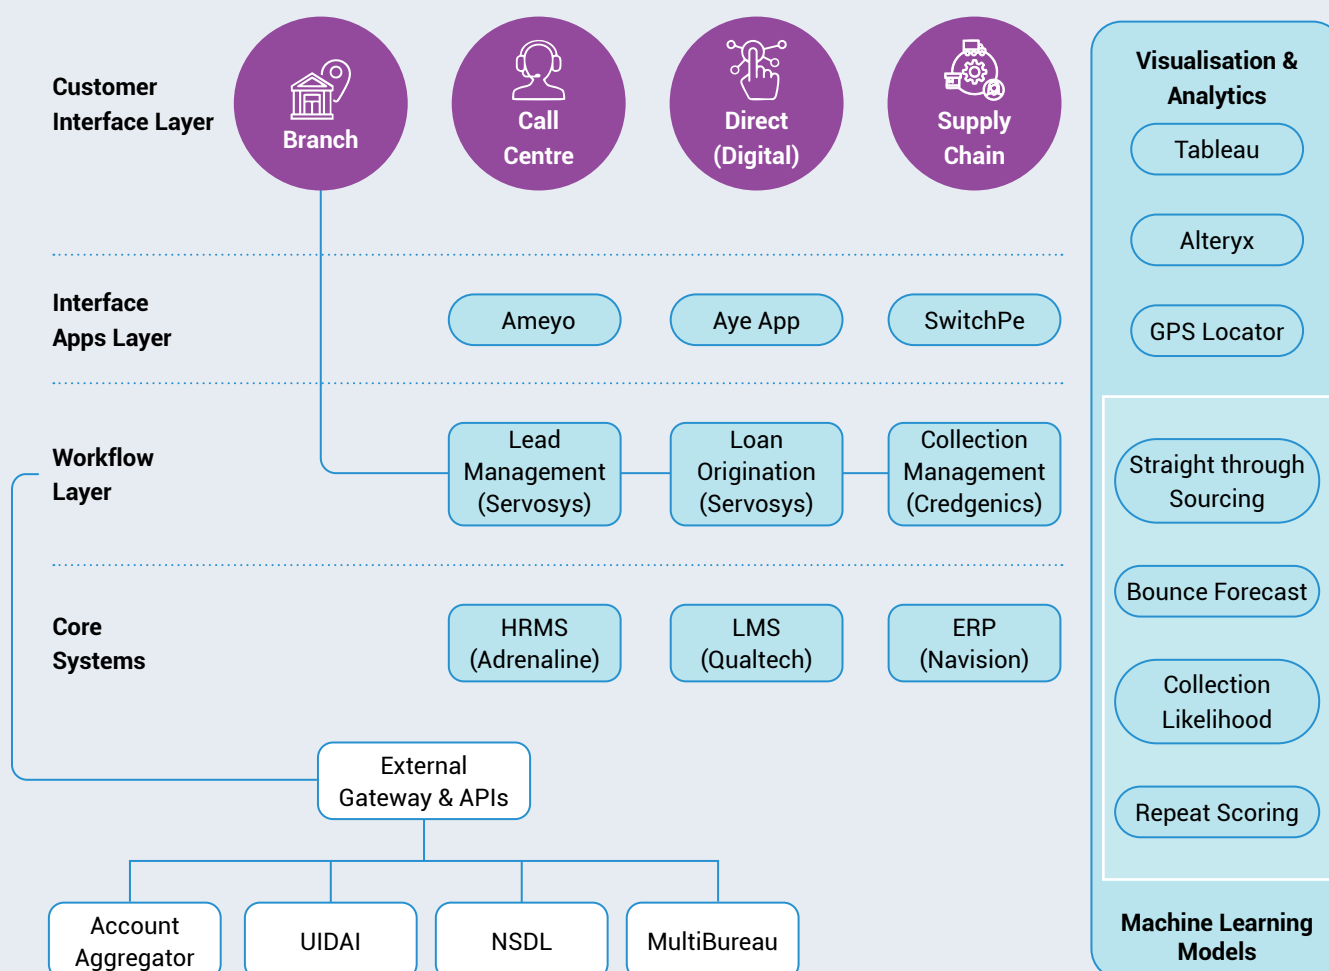 Customer
Interface Layer
Branch
Call
Centre
Direct
(Digital)
Supply
Chain
Interface
Apps Layer
Ameyo
Aye App
SwitchPe
Workflow
Layer
Lead
Management
(Servosys)
Loan
Origination
(Servosys)
Collection
Management
(Credgenics)
Core
Systems
HRMS
(Adrenaline)
LMS
(Qualtech)
ERP
(Navision)
External
Gateway & APIs
Account
Aggregator
UIDAI
NSDL
MultiBureau
Visualisation &
Analytics
Tableau
Alteryx
GPS Locator
Straight through
Sourcing
Bounce Forecast
Collection
Likelihood
Repeat Scoring
Machine Learning
Models